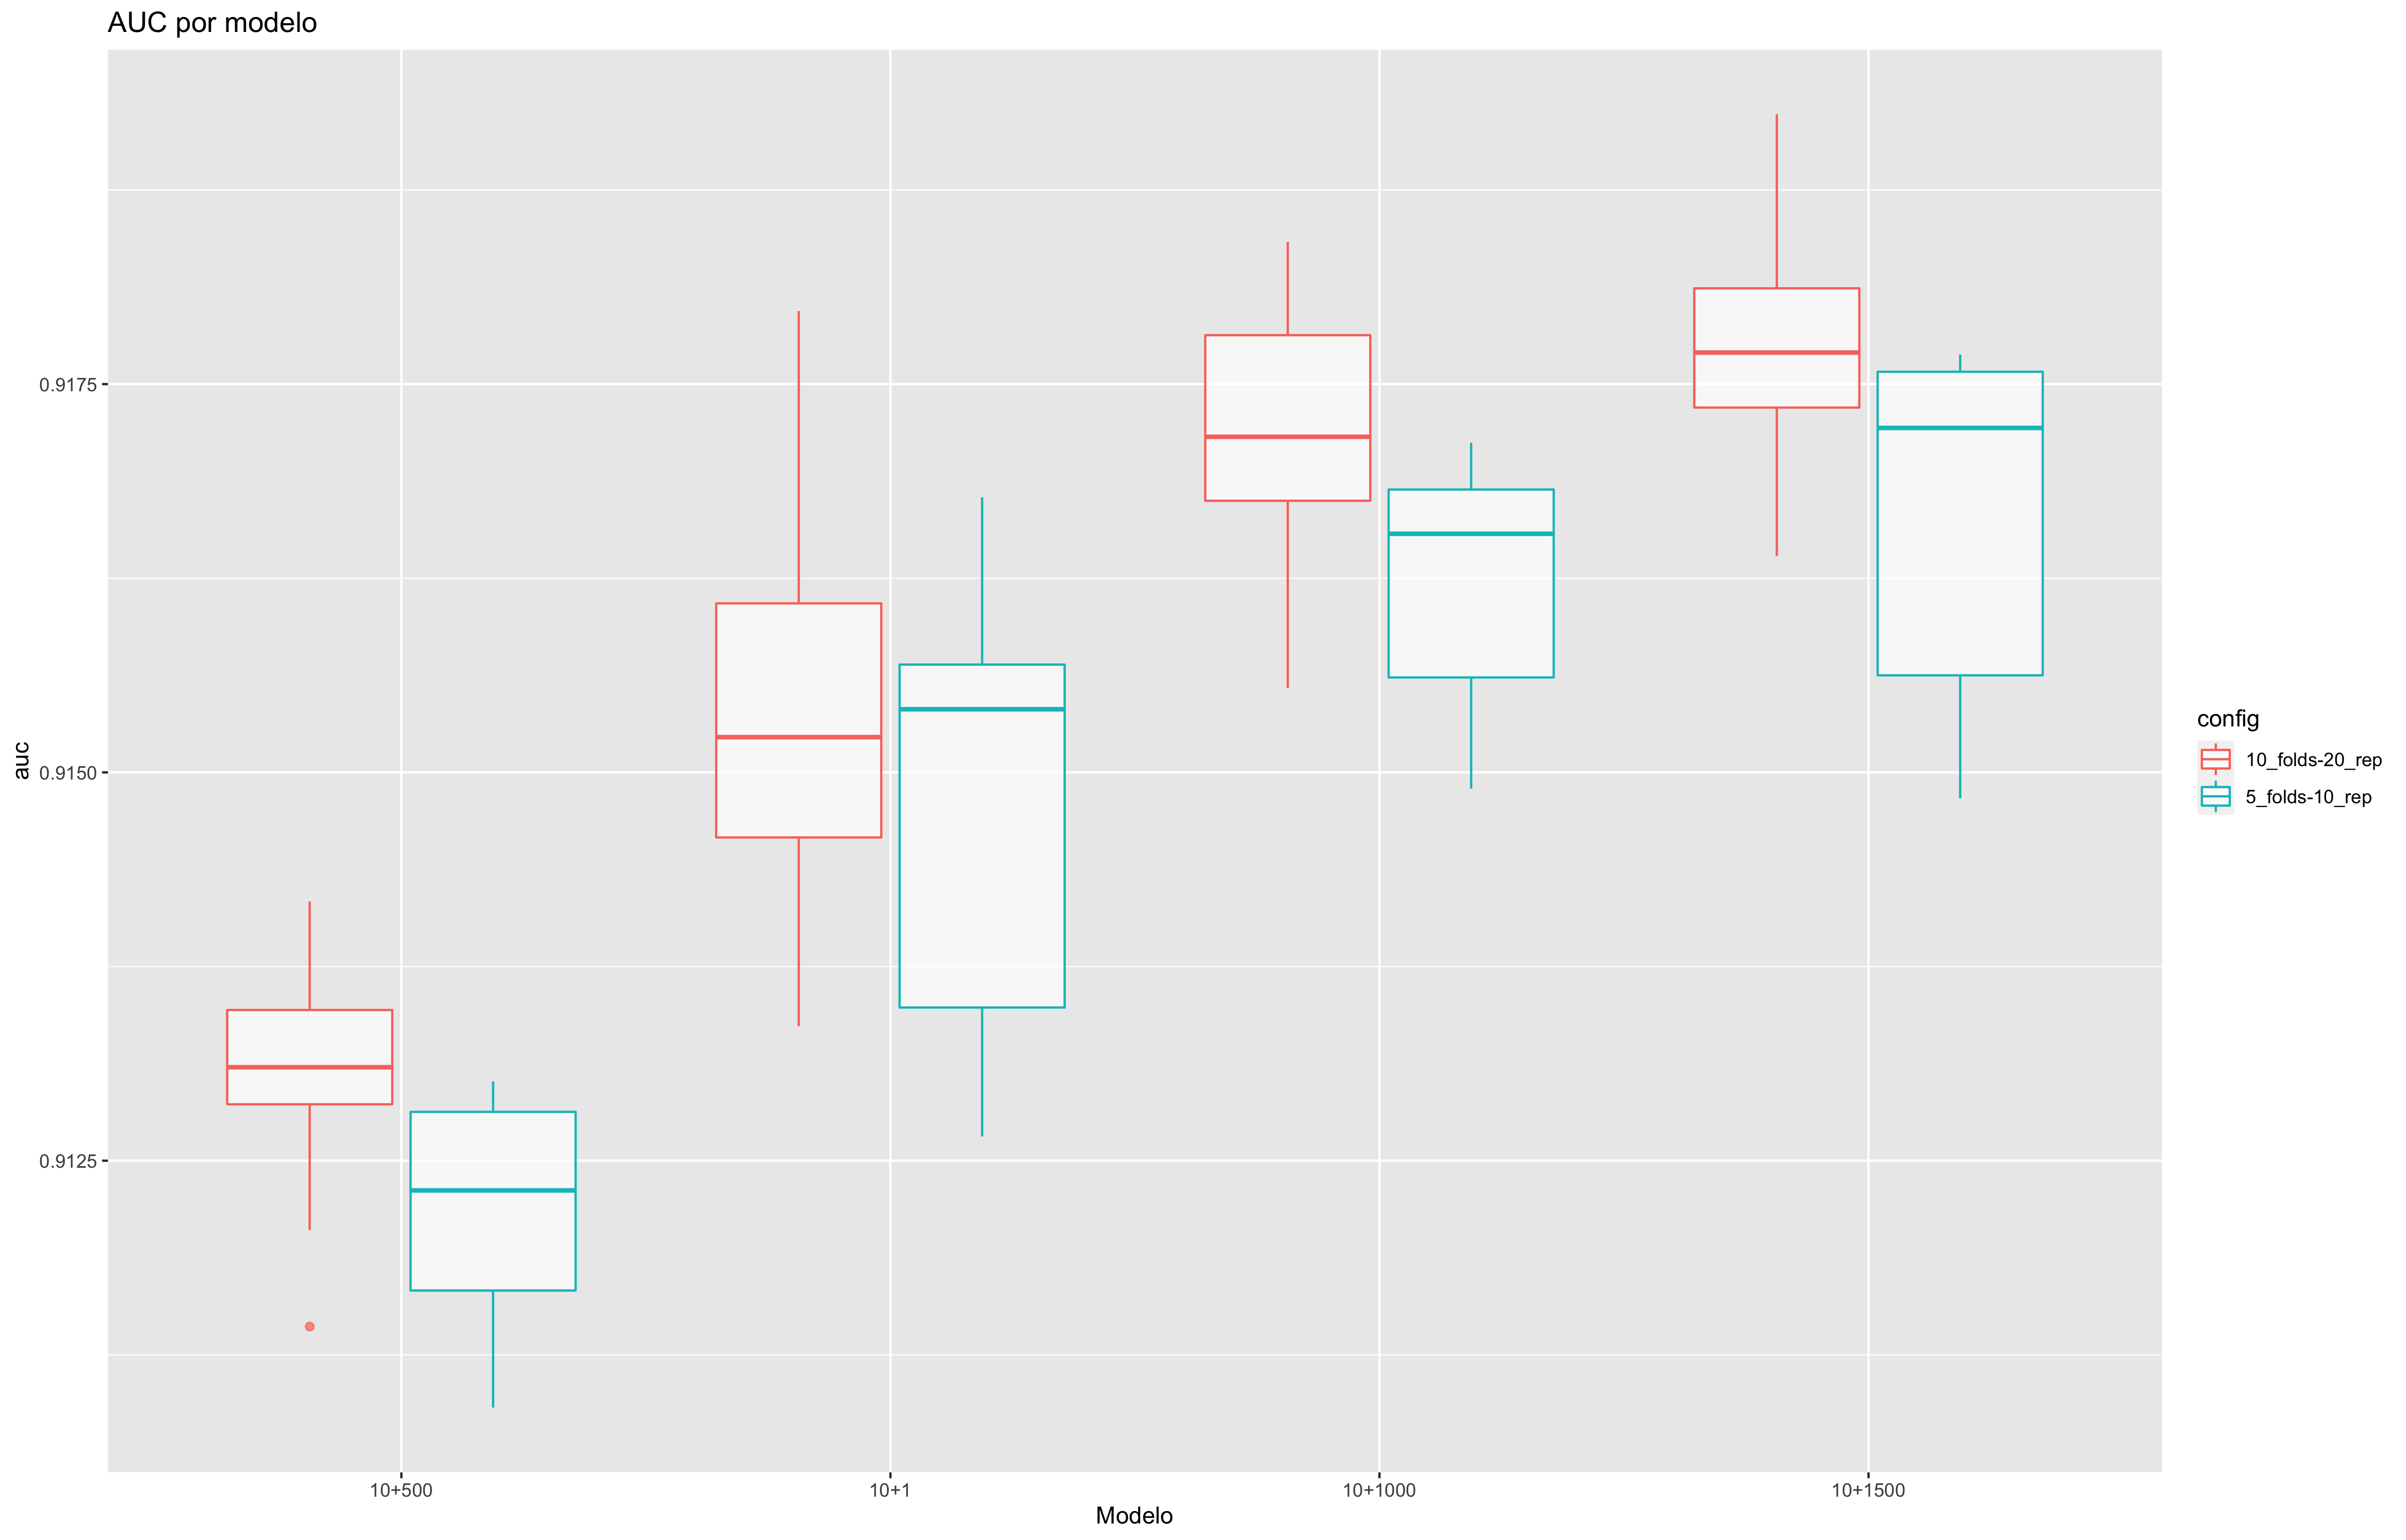 AUC por modelo
auc
0.9175
0.9150
0.9125
10+500
10+1
10+1000
10+1500
Modelo
config
10_folds-20_rep
5_folds-10_rep